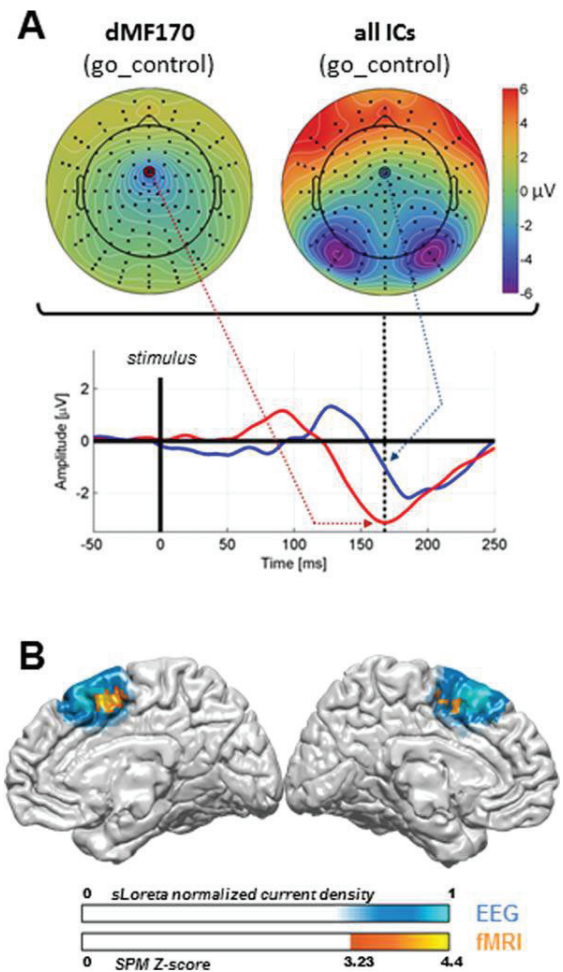 A
dMF170
(go_control)
all ICs
(go_control)
6
4
2
0 µV
-2
-4
-6
stimulus
Amplitude [µV]
2
0
-2
-50 0 50 100 150 200 250
Time [ms]
B
0 sLoreta normalized current density 1
EEG
fMRI
0 SPM Z-score 3.23 4.4